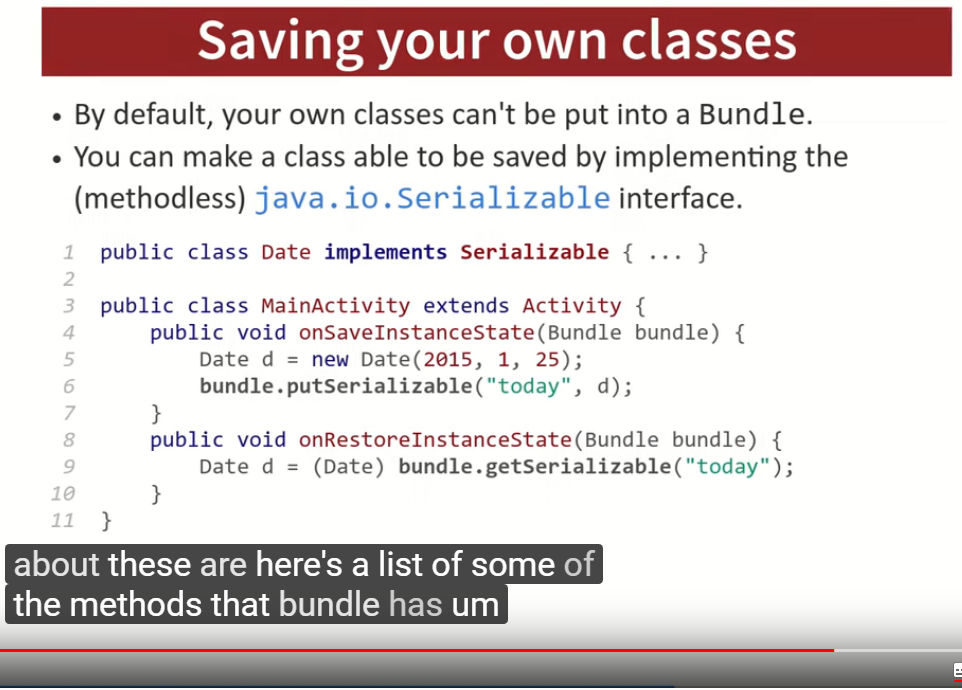 Saving your own classes
• By default, your own classes can't be put into a Bundle.
• You can make a class able to be saved by implementing the
(methodless) java.io.Serializable interface.
1 public class Date implements Serializable { ... }
2
3 public class MainActivity extends Activity {
4     public void onSaveInstanceState(Bundle bundle) {
5         Date d = new Date(2015, 1, 25);
6         bundle.putSerializable("today", d);
7     }
8     public void onRestoreInstanceState(Bundle bundle) {
9         Date d = (Date) bundle.getSerializable("today");
10     }
11 }
about these are here's a list of some of
the methods that bundle has um